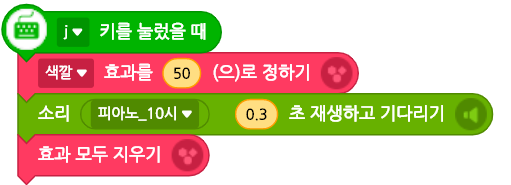 j 키를 눌렀을 때
색깔 효과를 50 (으)로 정하기
소리 피아노_10시 0.3 초 재생하고 기다리기
효과 모두 지우기